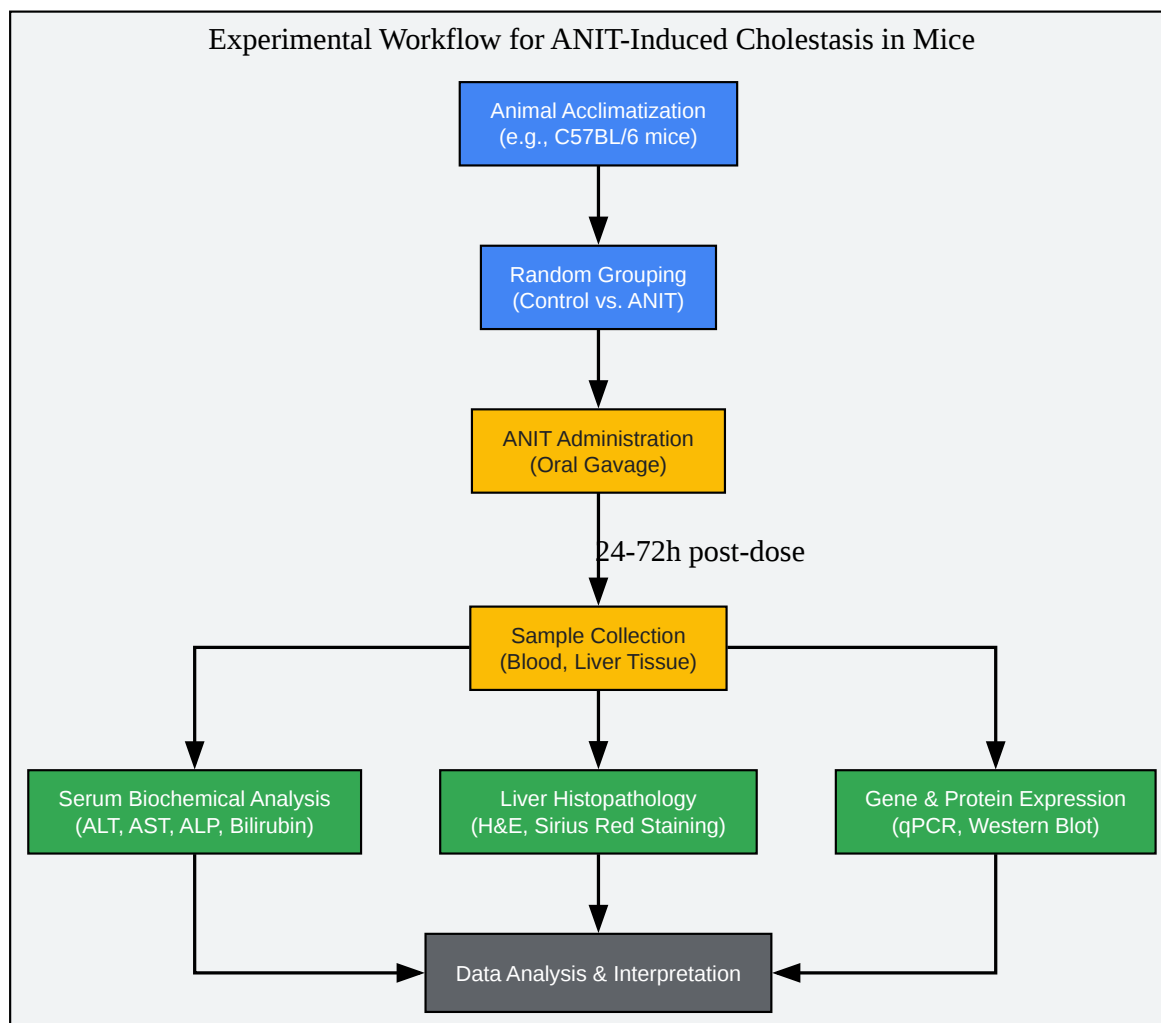 Experimental Workflow for ANIT-Induced Cholestasis in Mice
Animal Acclimatization
(e.g., C57BL/6 mice)
Random Grouping
(Control vs. ANIT)
ANIT Administration
(Oral Gavage)
24-72h post-dose
Sample Collection
(Blood, Liver Tissue)
Serum Biochemical Analysis
(ALT, AST, ALP, Bilirubin)
Liver Histopathology
(H&E, Sirius Red Staining)
Gene & Protein Expression
(qPCR, Western Blot)
Data Analysis & Interpretation